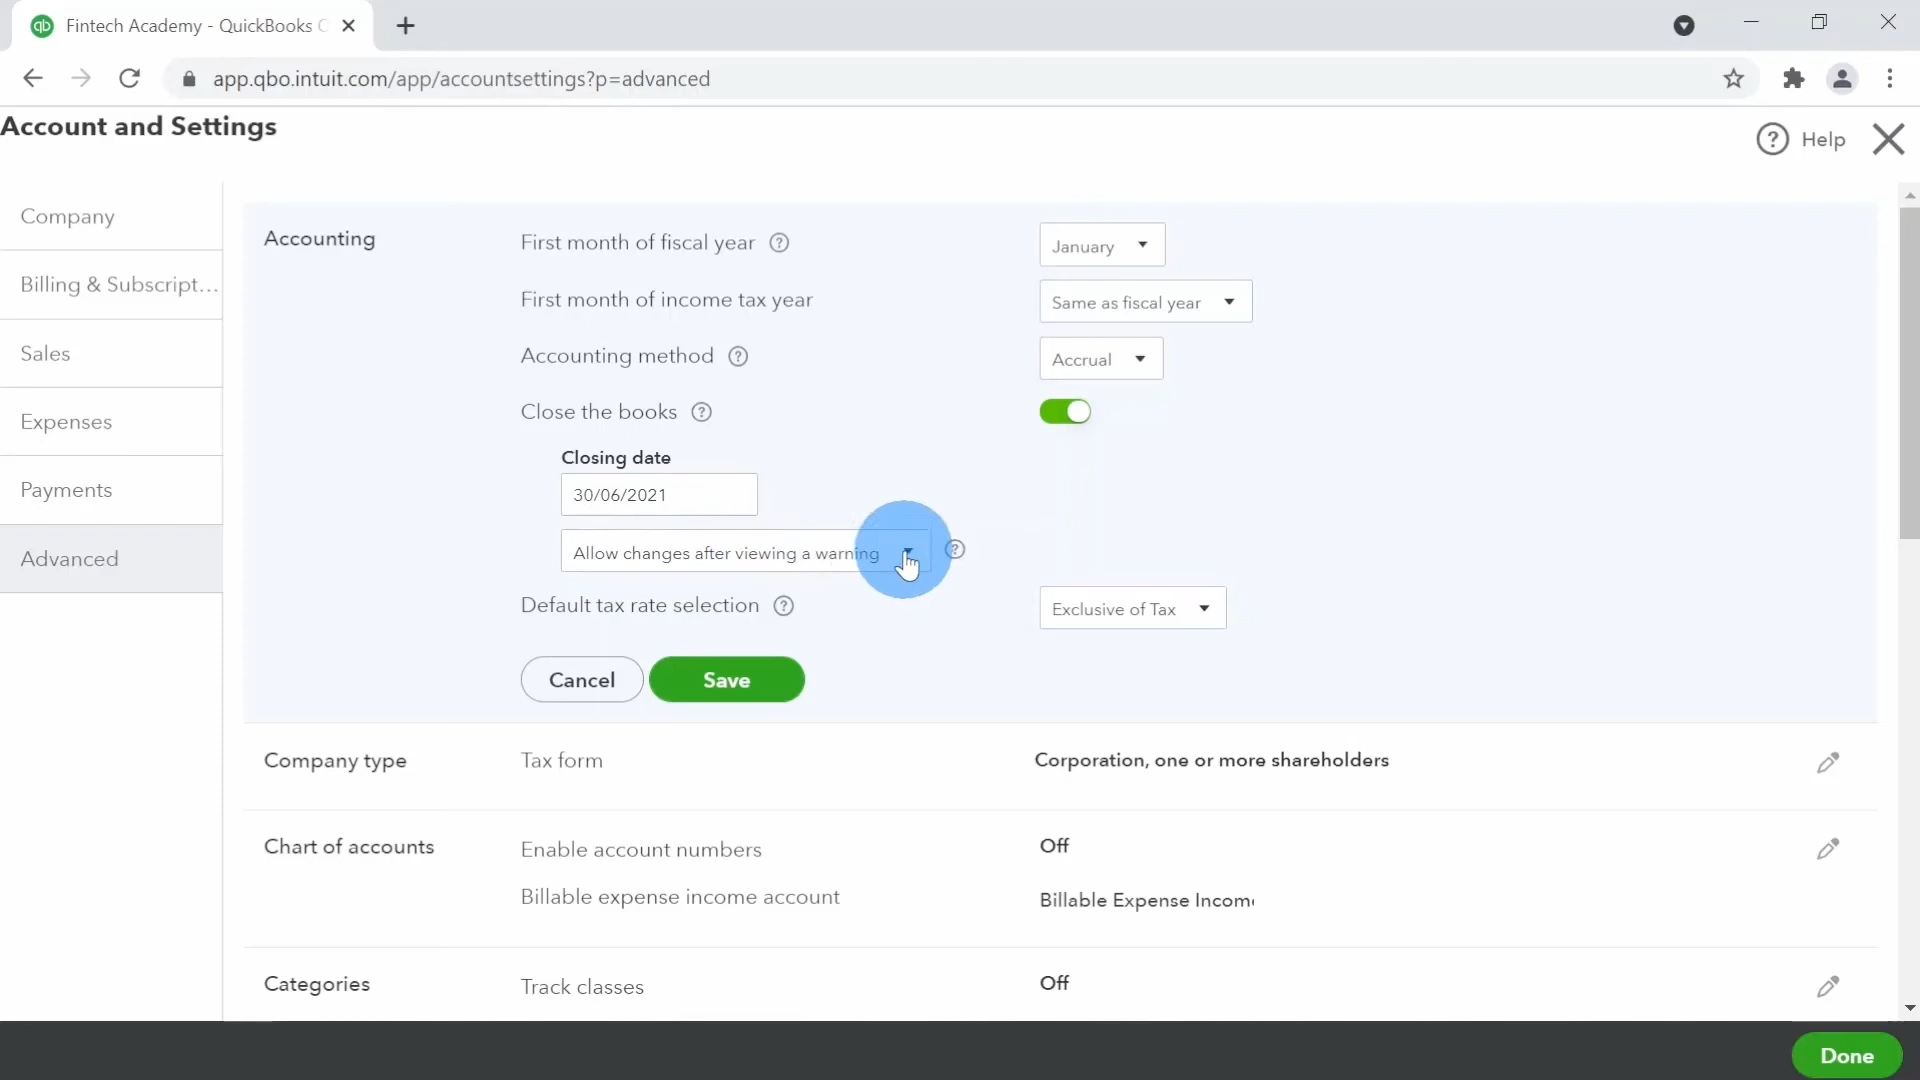 Fintech Academy - QuickBooks
app.qbo.intuit.com/app/accountsettings?p=advanced
Account and Settings
? Help
Company
Billing & Subscript...
Sales
Expenses
Payments
Advanced
Accounting
First month of fiscal year ?
January
First month of income tax year
Same as fiscal year
Accounting method ?
Accrual
Close the books ?
Closing date
30/06/2021
Allow changes after viewing a warning ?
Default tax rate selection ?
Exclusive of Tax
Cancel
Save
Company type
Tax form
Corporation, one or more shareholders
Chart of accounts
Enable account numbers
Off
Billable expense income account
Billable Expense Incom
Categories
Track classes
Off
Done